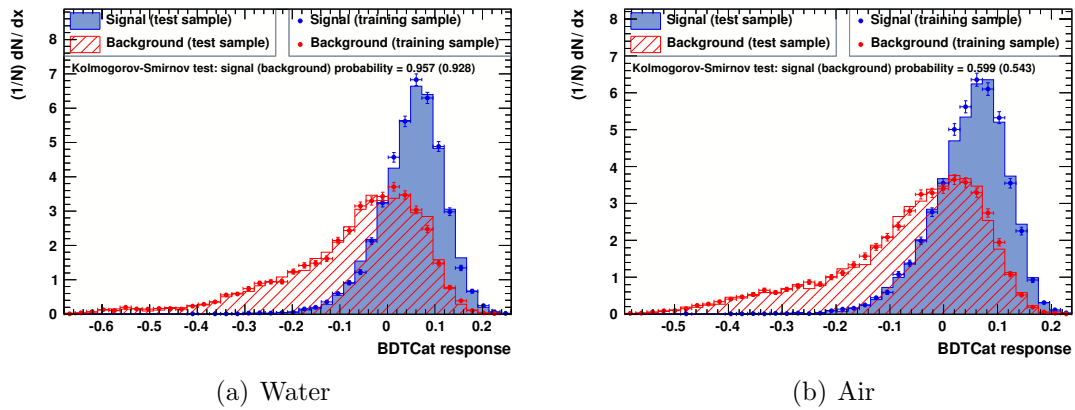 Signal (test sample)
Signal (training sample)
Background (test sample)
Background (training sample)
Kolmogorov-Smirnov test: signal (background) probability = 0.957 (0.928)
(1/N) dN/ dx
8
7
6
5
4
3
2
1
0
-0.6 -0.5 -0.4 -0.3 -0.2 -0.1 0 0.1 0.2
BDTCat response
(a) Water
Signal (test sample)
Signal (training sample)
Background (test sample)
Background (training sample)
Kolmogorov-Smirnov test: signal (background) probability = 0.599 (0.543)
(1/N) dN/ dx
8
7
6
5
4
3
2
1
0
-0.5 -0.4 -0.3 -0.2 -0.1 0 0.1 0.2
BDTCat response
(b) Air